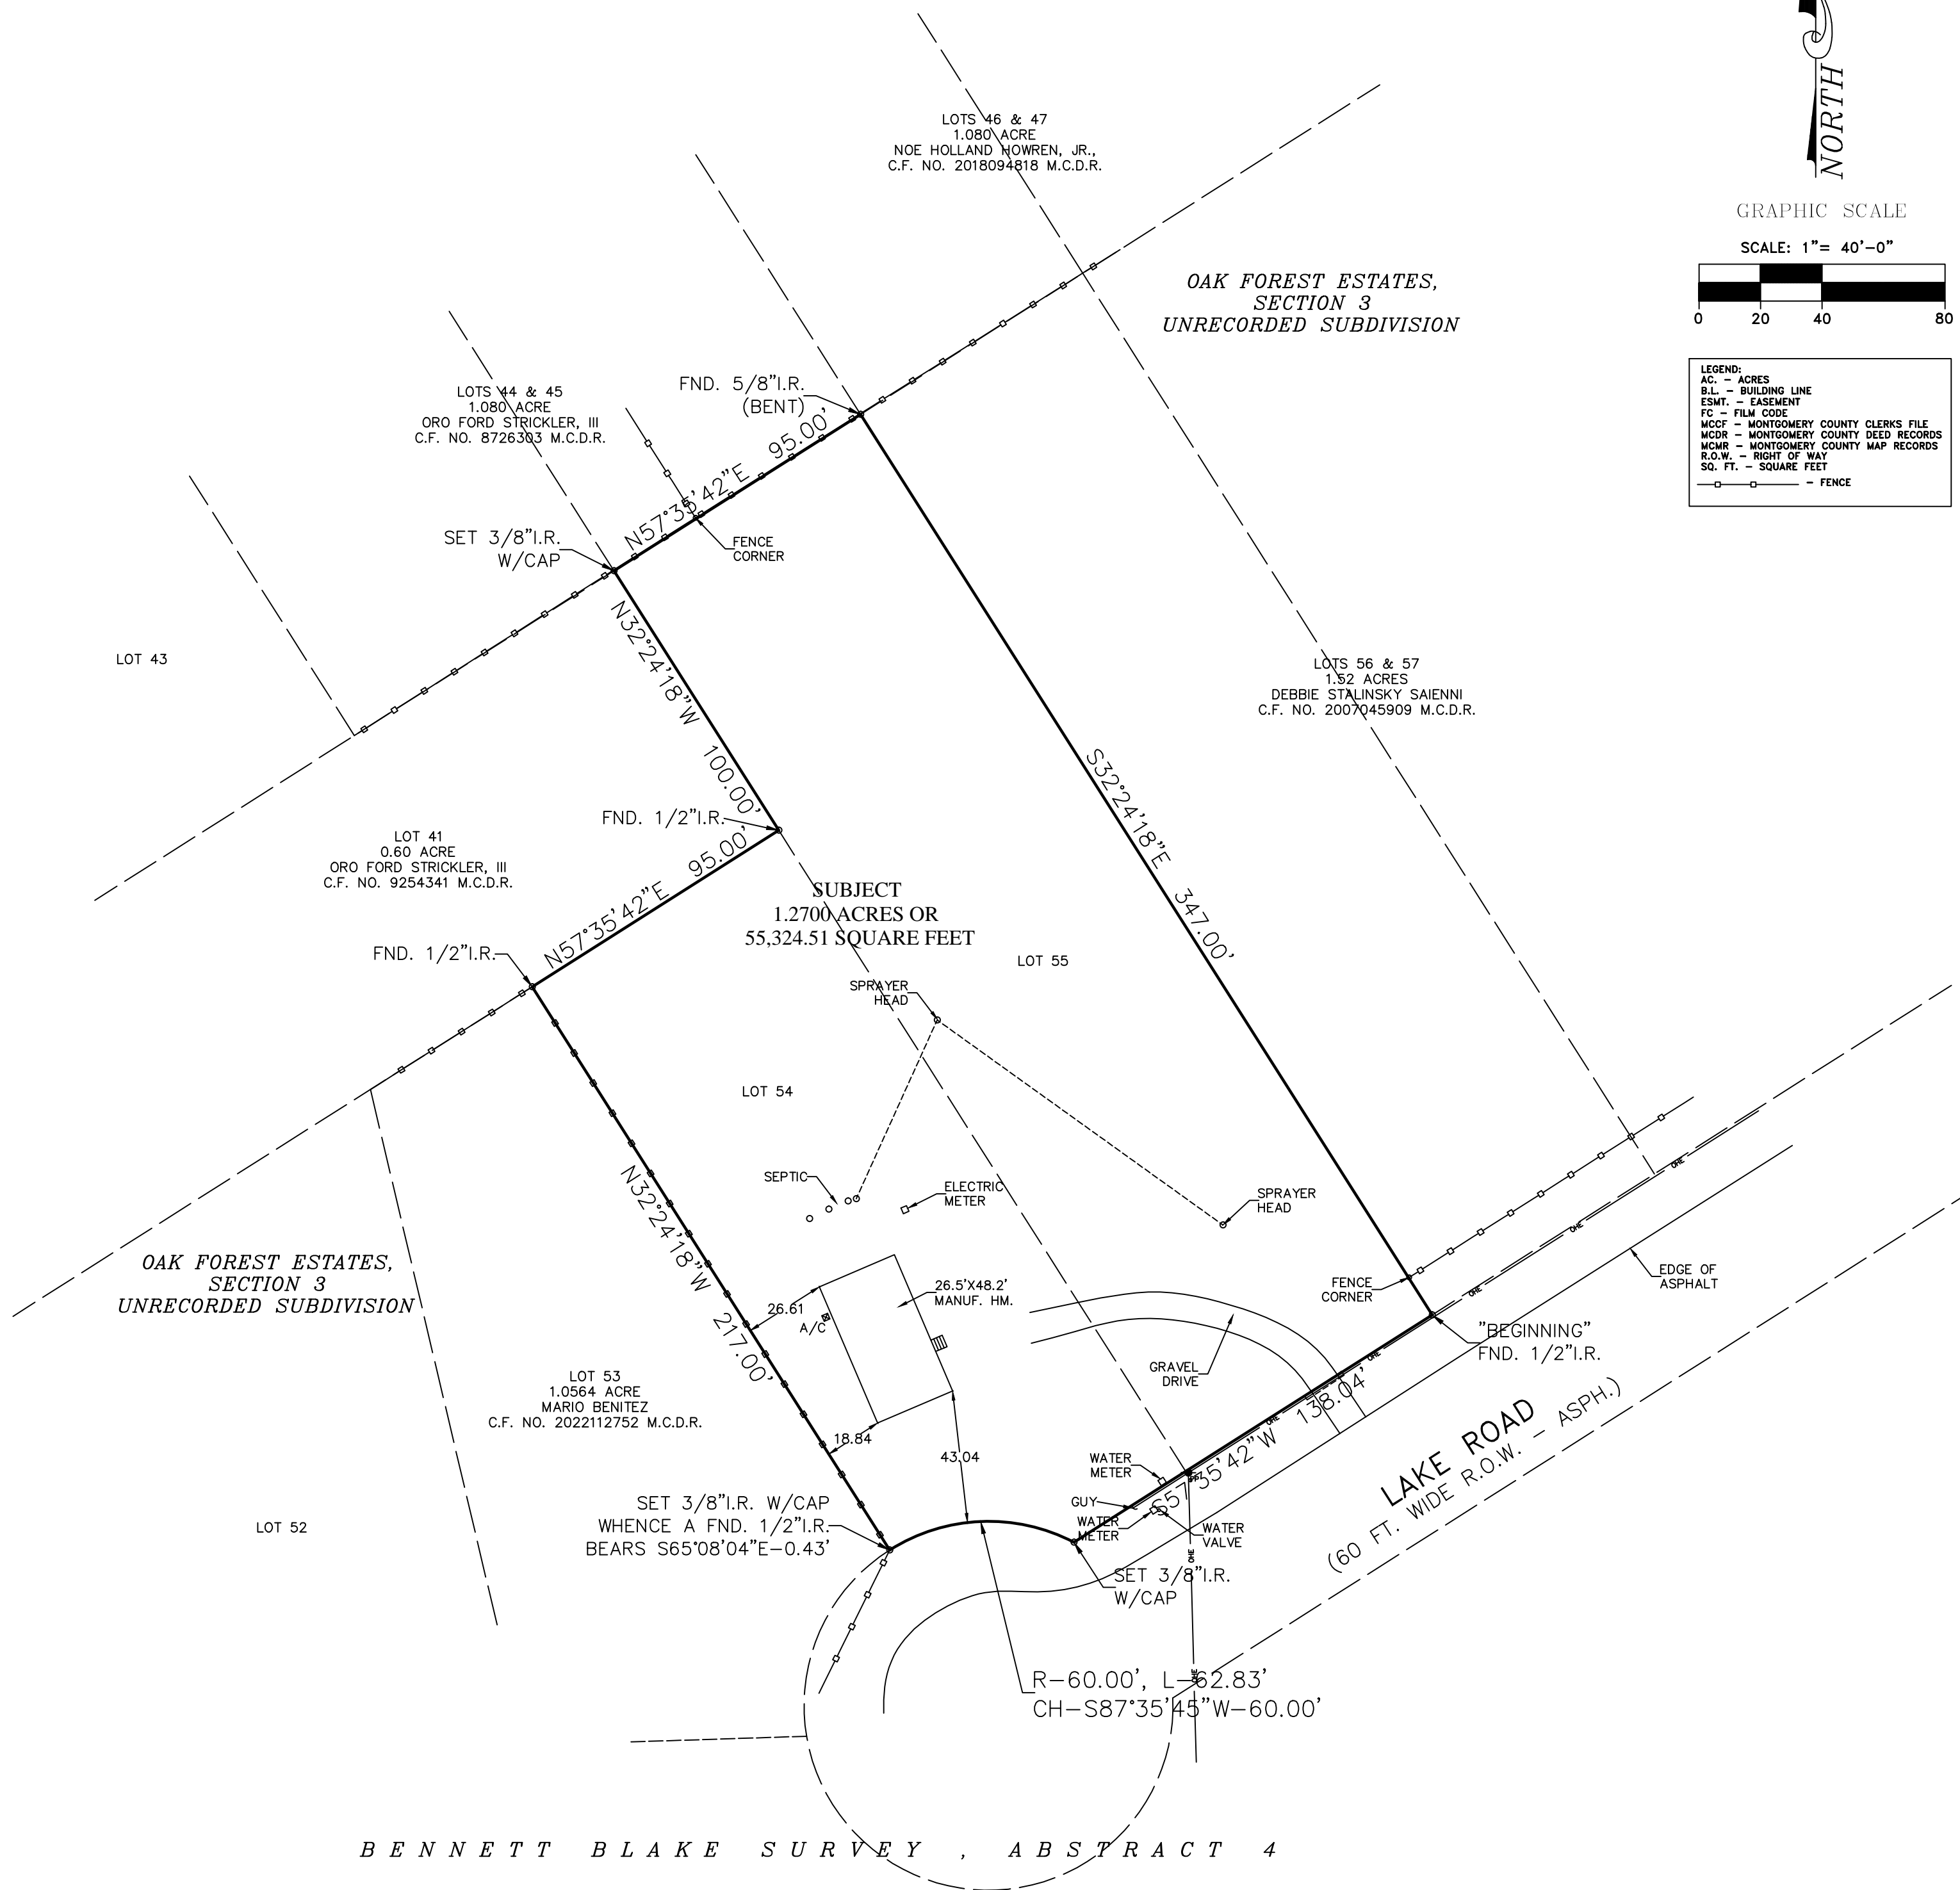 LOTS 46 & 47
1.080 ACRE
NOE HOLLAND HOWREN, JR.,
C.F. NO. 2018094818 M.C.D.R.
NORTH
GRAPHIC SCALE
SCALE: 1"= 40'-0"
0 20 40 80
LEGEND:
AC. - ACRES
B.L. - BUILDING LINE
ESMT. - EASEMENT
FC - FILM CODE
MCCF - MONTGOMERY COUNTY CLERKS FILE
MCDR - MONTGOMERY COUNTY DEED RECORDS
MCMR - MONTGOMERY COUNTY MAP RECORDS
R.O.W. - RIGHT OF WAY
SQ. FT. - SQUARE FEET
- FENCE
OAK FOREST ESTATES,
SECTION 3
UNRECORDED SUBDIVISION
LOTS 44 & 45
1.080 ACRE
ORO FORD STRICKLER, III
C.F. NO. 8726303 M.C.D.R.
FND. 5/8"I.R.
(BENT)
N57°35'42"E 95.00'
SET 3/8"I.R.
W/CAP
FENCE
CORNER
LOT 43
N32°24'18"W 100.00'
LOTS 56 & 57
1.52 ACRES
DEBBIE STALINSKY SAIENNI
C.F. NO. 2007045909 M.C.D.R.
S32°24'18"E 347.00'
FND. 1/2"I.R.
LOT 41
0.60 ACRE
ORO FORD STRICKLER, III
C.F. NO. 9254341 M.C.D.R.
N57°35'42"E 95.00'
SUBJECT
1.2700 ACRES OR
55,324.51 SQUARE FEET
FND. 1/2"I.R.
LOT 55
SPRAYER
HEAD
LOT 54
SEPTIC
ELECTRIC
METER
SPRAYER
HEAD
N32°24'18"W 217.00'
OAK FOREST ESTATES,
SECTION 3
UNRECORDED SUBDIVISION
26.61
A/C
26.5'X48.2'
MANUF. HM.
FENCE
CORNER
OHE
OHE
OHE
OHE
OHE
EDGE OF
ASPHALT
"BEGINNING"
FND. 1/2"I.R.
GRAVEL
DRIVE
LOT 53
1.0564 ACRE
MARIO BENITEZ
C.F. NO. 2022112752 M.C.D.R.
18.84
43.04
S57°35'42"W 138.04'
LAKE ROAD
(60 FT. WIDE R.O.W. - ASPH.)
WATER
METER
GUY
WATER
METER
WATER
VALVE
LOT 52
SET 3/8"I.R. W/CAP
WHENCE A FND. 1/2"I.R.
BEARS S65°08'04"E-0.43'
OHE
SET 3/8"I.R.
W/CAP
OHE
R-60.00', L-62.83'
CH-S87°35'45"W-60.00'
BENNETT BLAKE SURVEY , ABSTRACT 4